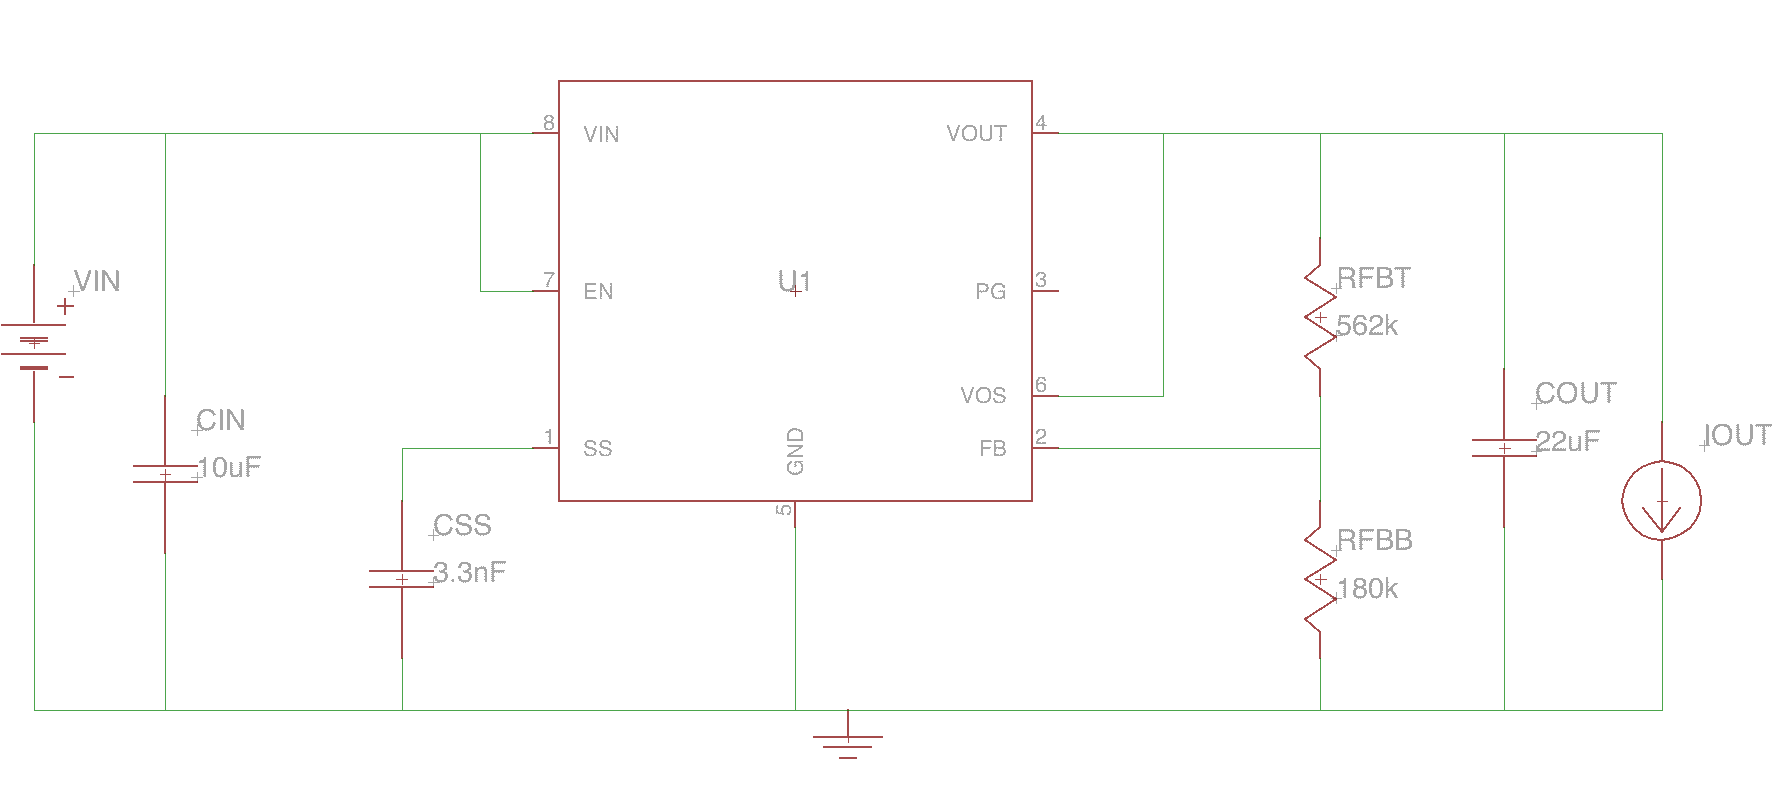 8
VIN
VOUT
4
VIN
+
7
EN
U1
PG
3
RFBT
562k
VOS
6
COUT
22uF
CIN
10uF
1
SS
GND
FB
2
IOUT
5
CSS
3.3nF
RFBB
180k